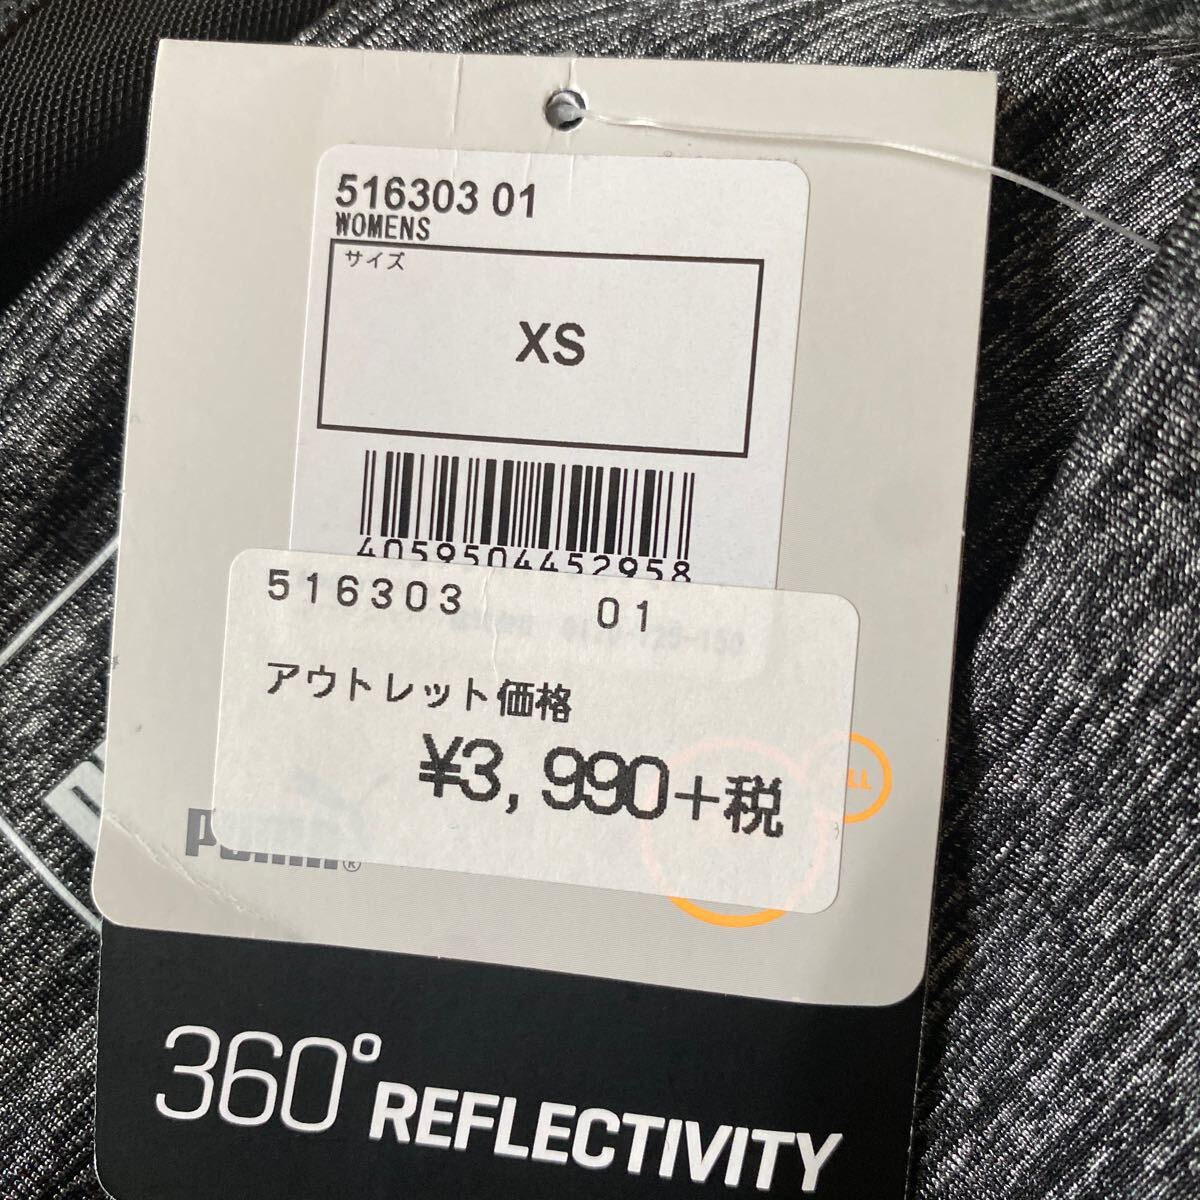 516303 01
WOMENS
サイズ
XS
4059504452958
516303 01
アウトレット価格
¥3,990+税
PUMA®
360° REFLECTIVITY